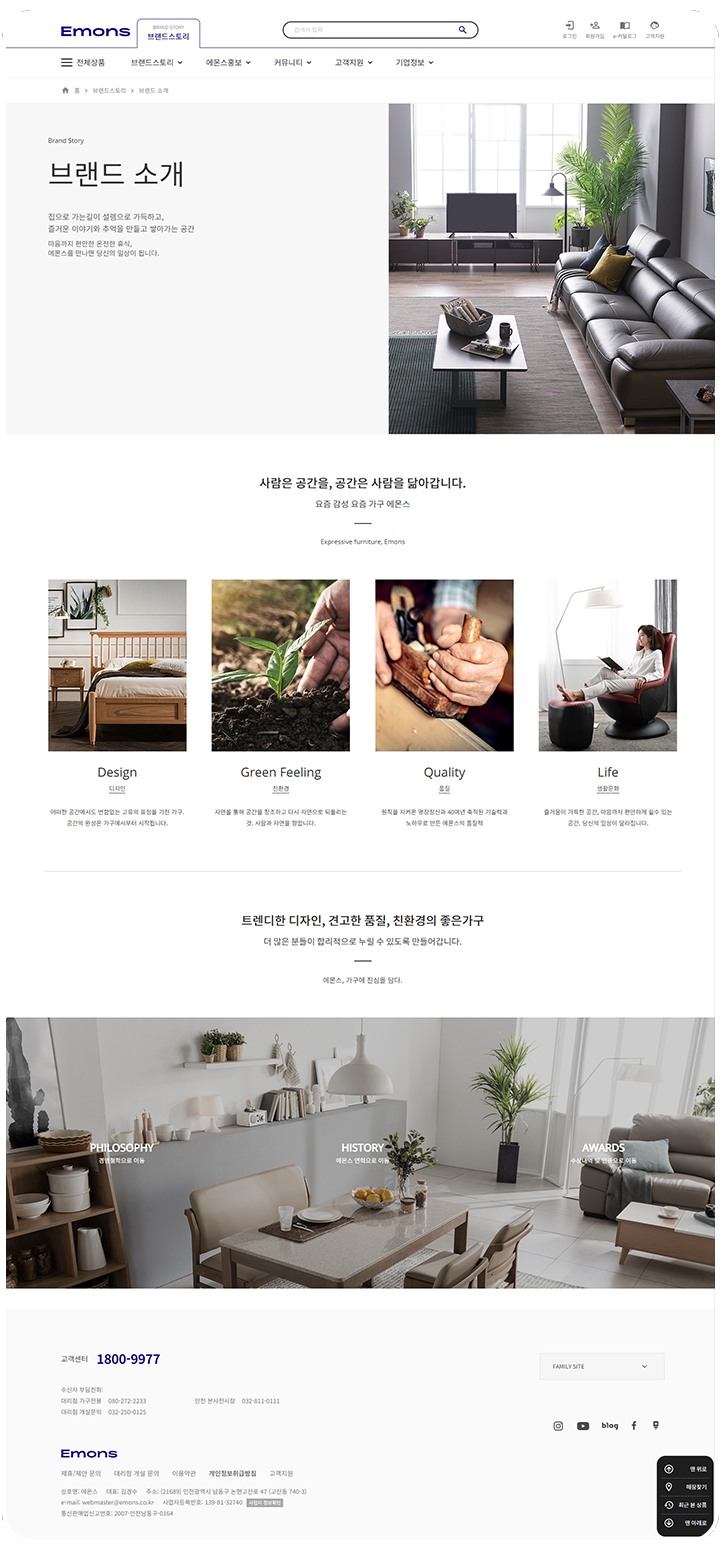 Emons
BRAND STORY
브랜드스토리
검색어 입력
로그인 회원가입 e-카달로그 고객지원
전체상품 브랜드스토리 에몬스홍보 커뮤니티 고객지원 기업정보
홈 > 브랜드스토리 > 브랜드 소개
Brand Story
브랜드 소개
집으로 가는길이 설렘으로 가득하고,
즐거운 이야기와 추억을 만들고 쌓아가는 공간
마음까지 편안한 온전한 휴식,
에몬스를 만나면 당신의 일상이 됩니다.
사람은 공간을, 공간은 사람을 닮아갑니다.
요즘 감성 요즘 가구 에몬스
Expressive furniture, Emons
Design
디자인
어떠한 공간에서도 변함없는 고유의 표정을 가진 가구.
공간의 완성은 가구에서부터 시작됩니다.
Green Feeling
친환경
자연을 통해 공간을 창조하고 다시 자연으로 되돌리는
것. 사람과 자연을 향합니다.
Quality
품질
원칙을 지켜온 명장정신과 40여년 축적된 기술력과
노하우로 만든 에몬스의 품질력
Life
생활문화
즐거움이 가득한 공간, 마음까지 편안하게 쉴수 있는
공간. 당신의 일상이 달라집니다.
트렌디한 디자인, 견고한 품질, 친환경의 좋은가구
더 많은 분들이 합리적으로 누릴 수 있도록 만들어갑니다.
에몬스, 가구에 진심을 담다.
PHILOSOPHY
경영철학으로 이동
HISTORY
에몬스 연혁으로 이동
AWARDS
수상내역 및 인증으로 이동
고객센터 1800-9977
FAMILY SITE
수신자 부담전화:
대리점 가구전용 080-272-2233 인천 본사전시장 032-811-0111
대리점 개설문의 032-250-0125
blog
Emons
제휴/제안 문의 대리점 개설 문의 이용약관 개인정보취급방침 고객지원
상호명: 에몬스 대표: 김경수 주소: (21689) 인천광역시 남동구 논현고잔로 47 (고잔동 740-3)
e-mail: webmaster@emons.co.kr 사업자등록번호: 139-81-32740 사업자 정보확인
통신판매업신고번호: 2007-인천남동구-0164
맨 위로
매장찾기
최근 본 상품
맨 아래로